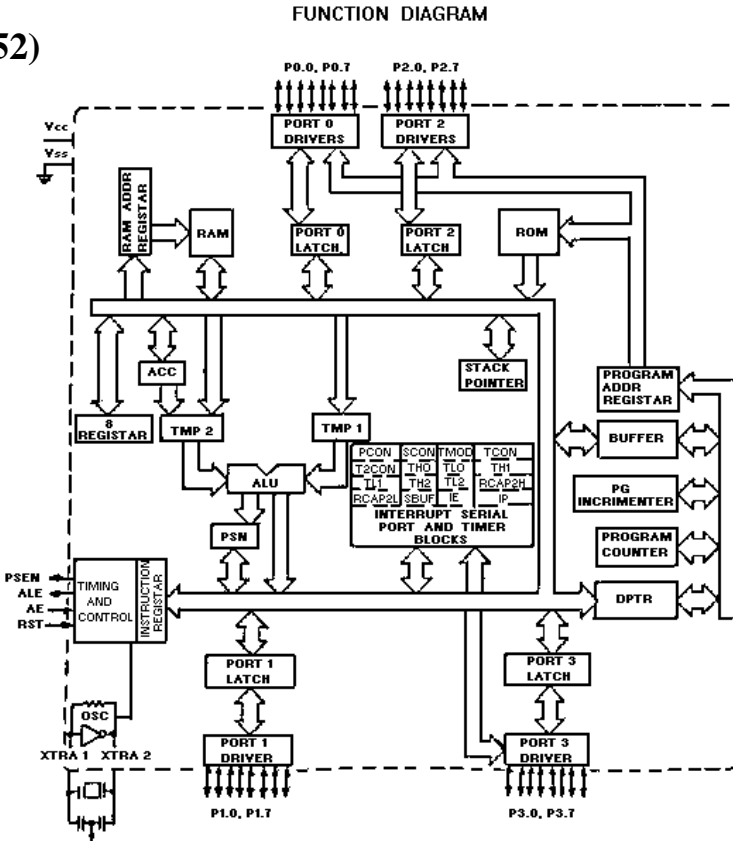 FUNCTION DIAGRAM
52)
P0.0, P0.7
P2.0, P2.7
PORT 0
DRIVERS
PORT 2
DRIVERS
Vcc
Vss
RAM ADDR
REGISTAR
RAM
PORT 0
LATCH
PORT 2
LATCH
ROM
ACC
STACK
POINTER
PROGRAM
ADDR
REGISTAR
8
REGISTAR
TMP 2
TMP 1
BUFFER
PCON SCON TMOD TCON
T2CON TH0 TLO TH1
TL1 TH2 TL2 RCAP2H
RCAP2L SBUF IE IP
INTERRUPT SERIAL
PORT AND TIMER
BLOCKS
ALU
PG
INCRIMENTER
PSN
PROGRAM
COUNTER
PSEN
ALE
AE
RST
TIMING
AND
CONTROL
INSTRUCTION
REGISTAR
DPTR
PORT 1
LATCH
PORT 3
LATCH
OSC
XTRA 1 XTRA 2
PORT 1
DRIVER
PORT 3
DRIVER
P1.0, P1.7
P3.0, P3.7